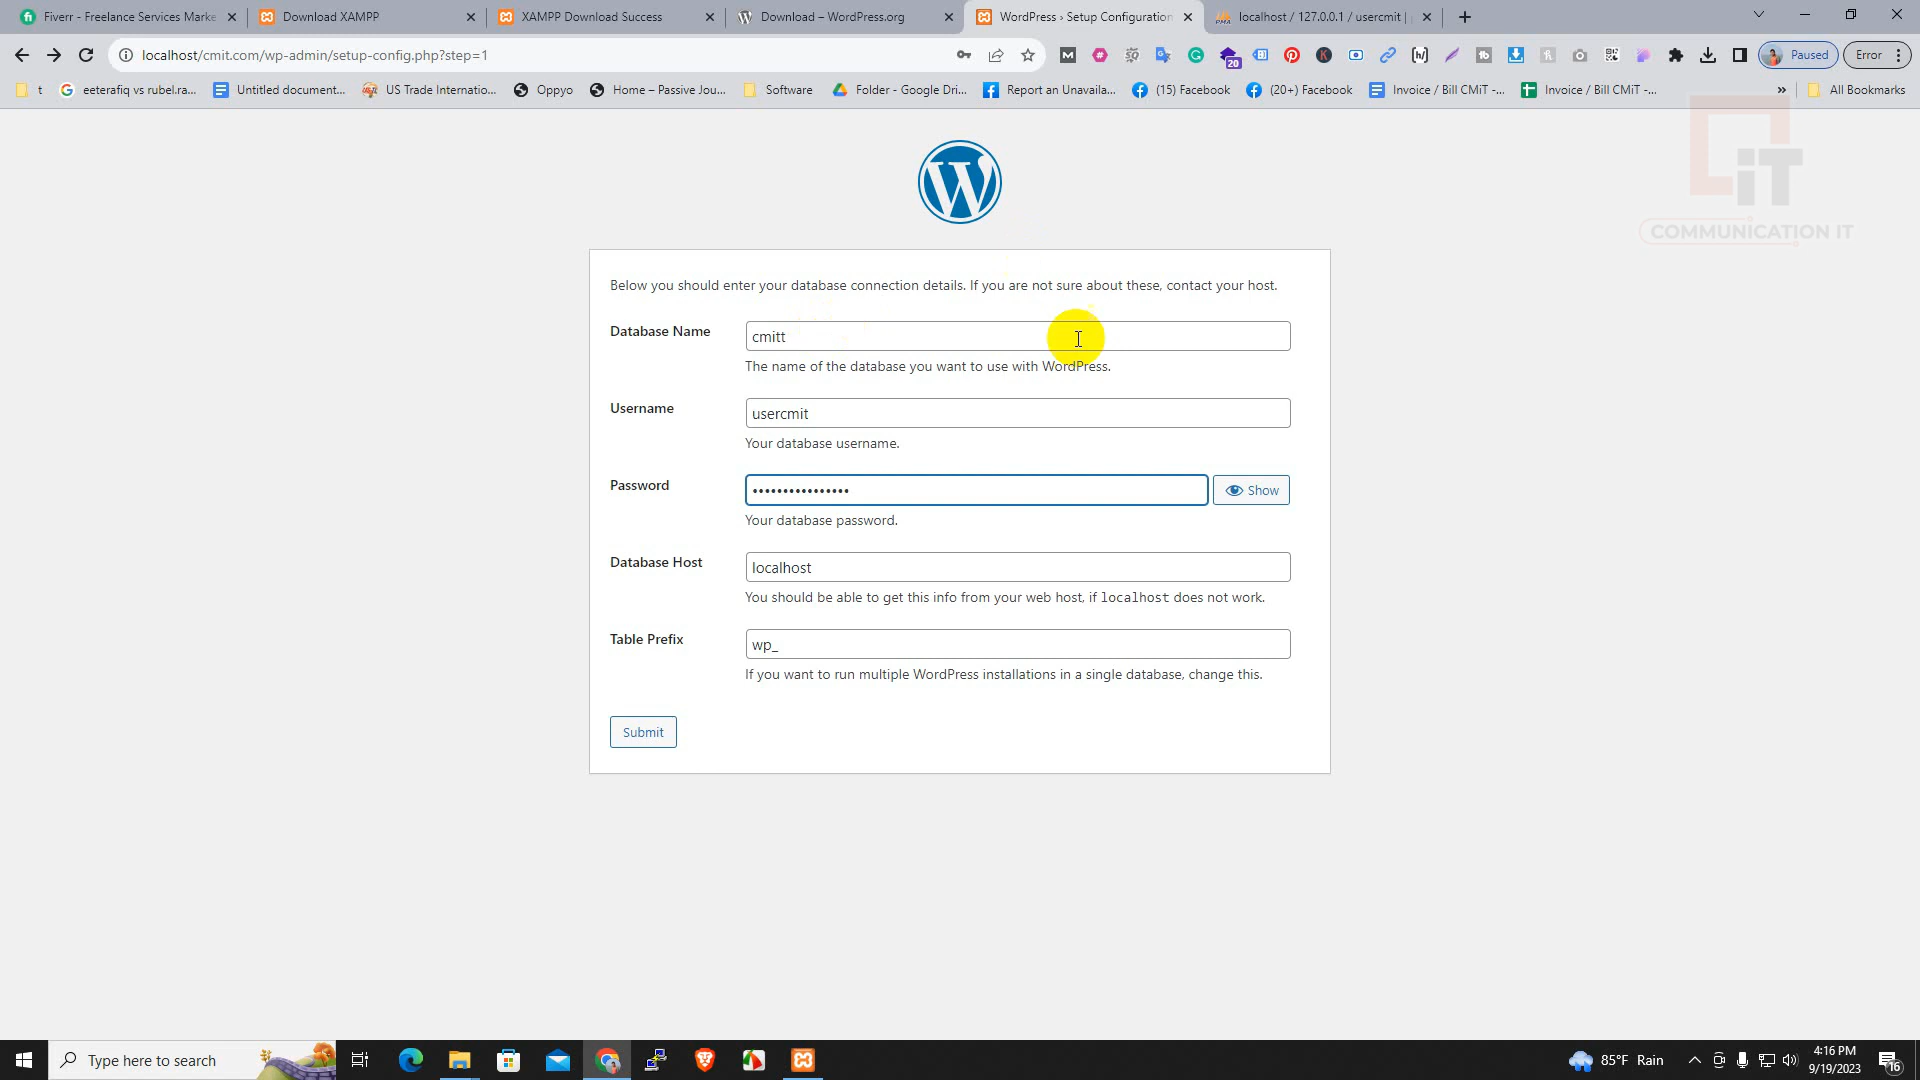 Fiverr - Freelance Services Marke
Download XAMPP
XAMPP Download Success
Download – WordPress.org
WordPress › Setup Configuration
localhost / 127.0.0.1 / usercmit |
localhost/cmit.com/wp-admin/setup-config.php?step=1
20
Paused
Error
t
eeterafiq vs rubel.ra...
Untitled document...
US Trade Internatio...
Oppyo
Home – Passive Jou...
Software
Folder - Google Dri...
Report an Unavaila...
(15) Facebook
(20+) Facebook
Invoice / Bill CMiT -...
Invoice / Bill CMiT -...
»
All Bookmarks
iT
COMMUNICATION IT
Below you should enter your database connection details. If you are not sure about these, contact your host.
Database Name
cmitt
The name of the database you want to use with WordPress.
Username
usercmit
Your database username.
Password
••••••••••••••••
Show
Your database password.
Database Host
localhost
You should be able to get this info from your web host, if localhost does not work.
Table Prefix
wp_
If you want to run multiple WordPress installations in a single database, change this.
Submit
Type here to search
85°F Rain
4:16 PM
9/19/2023
16